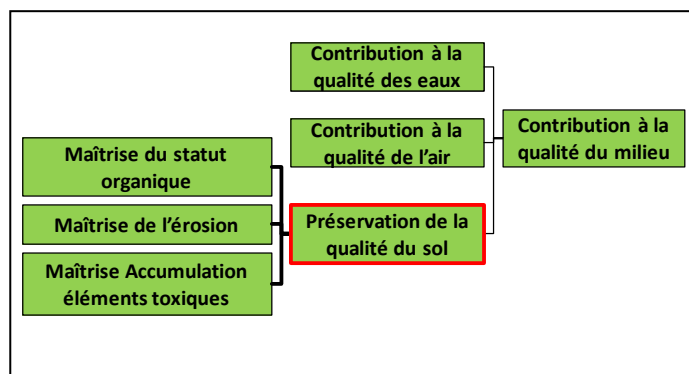 Contribution à la
qualité des eaux
Contribution à la
qualité de l'air
Contribution à la
qualité du milieu
Maîtrise du statut
organique
Maîtrise de l'érosion
Préservation de la
qualité du sol
Maîtrise Accumulation
éléments toxiques